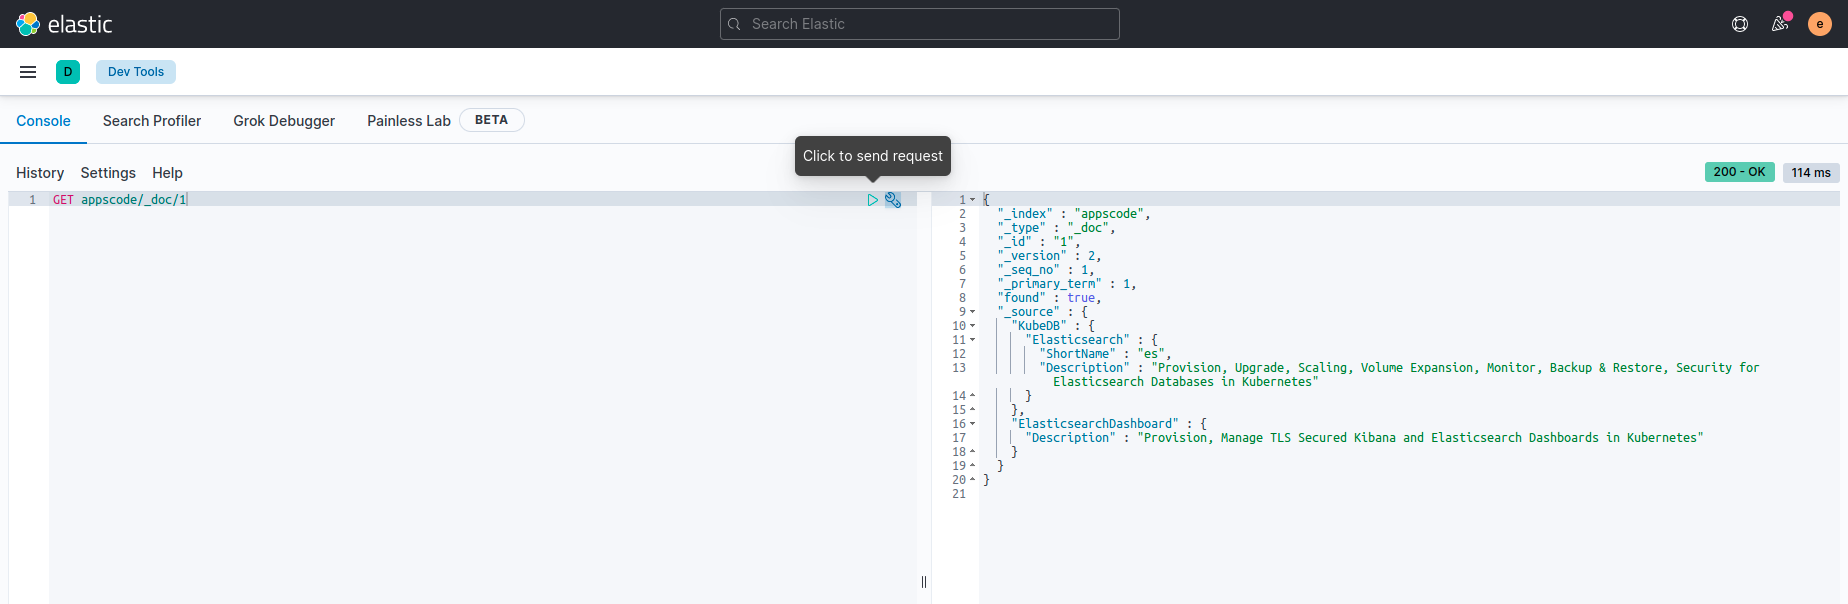 elastic
Search Elastic
e
D
Dev Tools
Console
Search Profiler
Grok Debugger
Painless Lab
BETA
Click to send request
History
Settings
Help
200 - OK
114 ms
1 GET appscode/_doc/1
1 {
2 "_index" : "appscode",
3 "_type" : "_doc",
4 "_id" : "1",
5 "_version" : 2,
6 "_seq_no" : 1,
7 "_primary_term" : 1,
8 "found" : true,
9 "_source" : {
10 "KubeDB" : {
11 "Elasticsearch" : {
12 "ShortName" : "es",
13 "Description" : "Provision, Upgrade, Scaling, Volume Expansion, Monitor, Backup & Restore, Security for
Elasticsearch Databases in Kubernetes"
14 }
15 },
16 "ElasticsearchDashboard" : {
17 "Description" : "Provision, Manage TLS Secured Kibana and Elasticsearch Dashboards in Kubernetes"
18 }
19 }
20 }
21